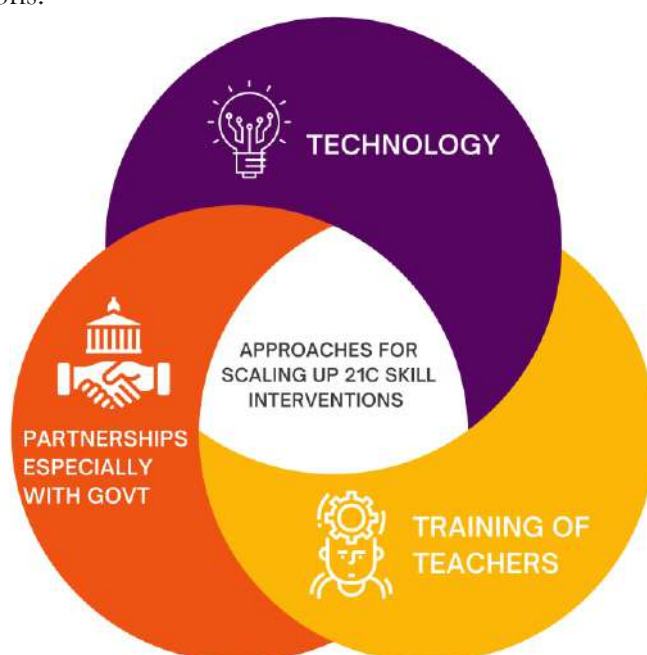 TECHNOLOGY
APPROACHES FOR
SCALING UP 21C SKILL
INTERVENTIONS
PARTNERSHIPS
ESPECIALLY
WITH GOVT
TRAINING OF
TEACHERS